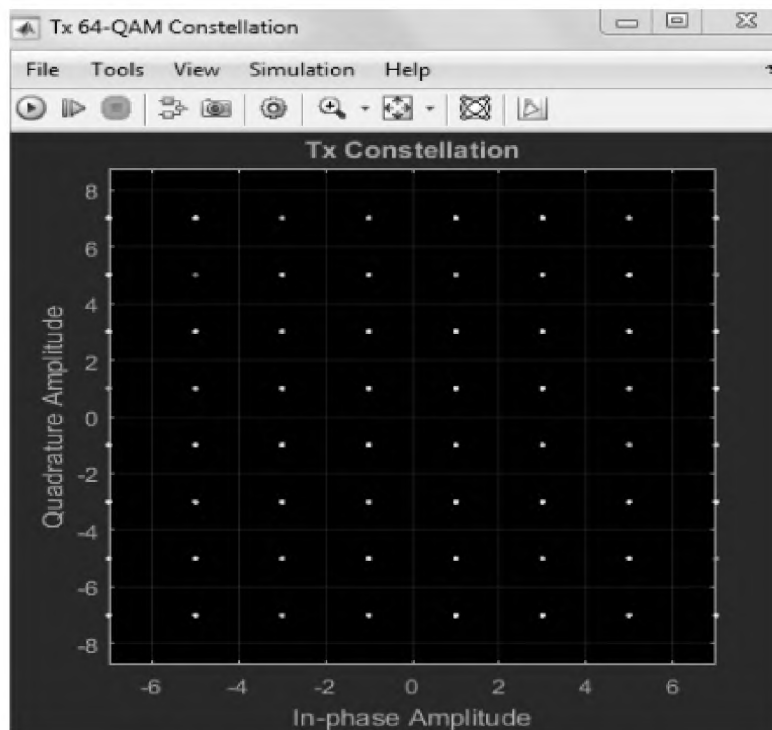 Tx 64-QAM Constellation
File Tools View Simulation Help
Tx Constellation
8
6
4
2
0
-2
-4
-6
-8
Quadrature Amplitude
-6 -4 -2 0 2 4 6
In-phase Amplitude